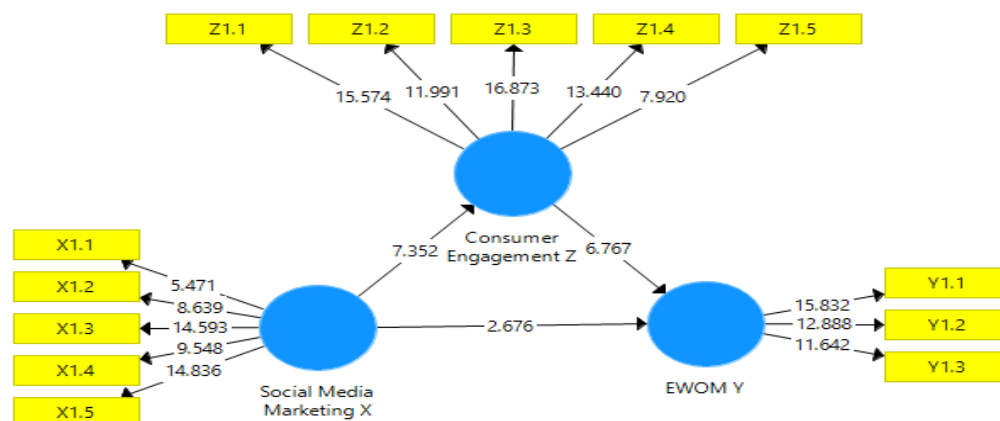 Z1.1 Z1.2 Z1.3 Z1.4 Z1.5
15.574 11.991 16.873 13.440 7.920
Consumer
Engagement Z
7.352 6.767
X1.1
X1.2
X1.3
X1.4
X1.5
5.471
8.639
14.593
9.548
14.836
Social Media
Marketing X
2.676
EWOM Y
15.832
12.888
11.642
Y1.1
Y1.2
Y1.3